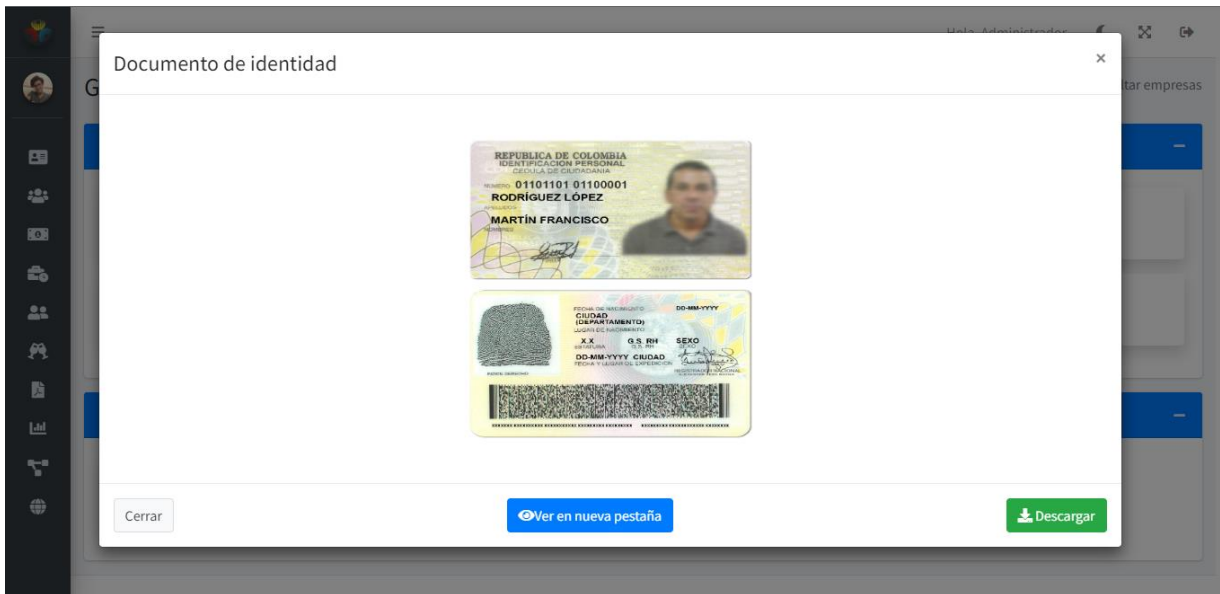 Hola, Administrador
Documento de identidad
×
G
ltar empresas
REPUBLICA DE COLOMBIA
IDENTIFICACION PERSONAL
CEDULA DE CIUDADANIA
NUMERO 01101101 01100001
RODRÍGUEZ LÓPEZ
APELLIDOS
MARTÍN FRANCISCO
NOMBRES
FECHA DE NACIMIENTO DD-MM-YYYY
CIUDAD
(DEPARTAMENTO)
LUGAR DE NACIMIENTO
X.X G.S. RH SEXO
ESTATURA G.S. RH SEXO
DD-MM-YYYY CIUDAD
FECHA Y LUGAR DE EXPEDICION
INDICE DERECHO
REGISTRADOR NACIONAL
Cerrar
Ver en nueva pestaña
Descargar